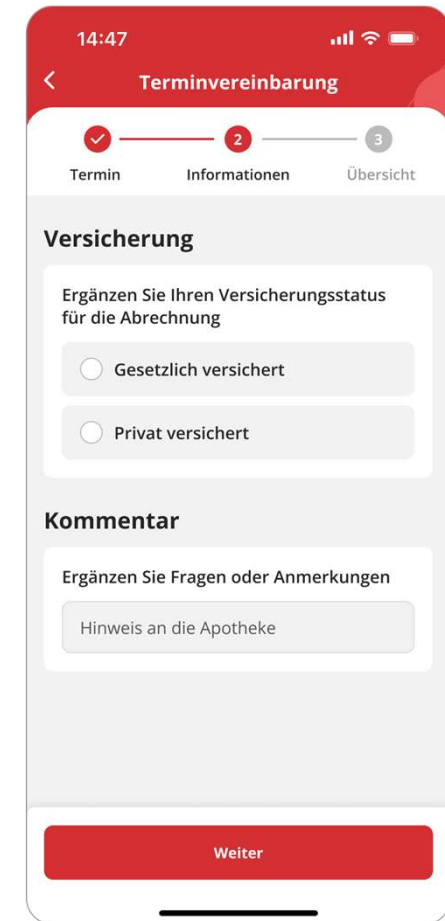 14:47
Terminvereinbarung
2
3
Termin
Informationen
Übersicht
Versicherung
Ergänzen Sie Ihren Versicherungsstatus
für die Abrechnung
Gesetzlich versichert
Privat versichert
Kommentar
Ergänzen Sie Fragen oder Anmerkungen
Hinweis an die Apotheke
Weiter